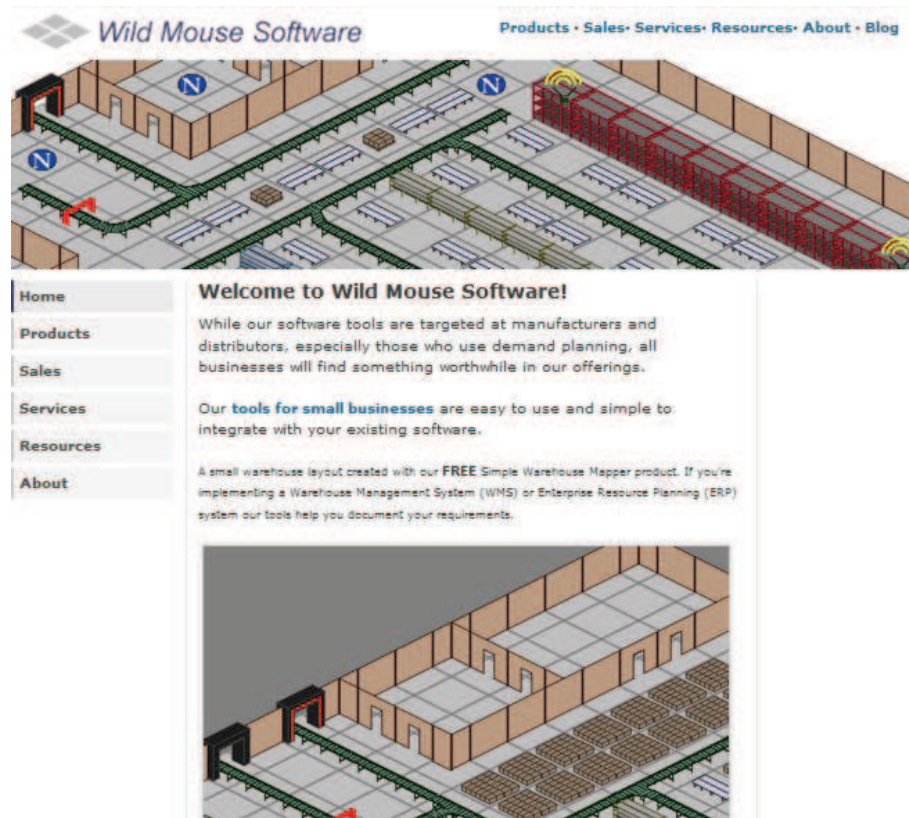 Wild Mouse Software
Products • Sales• Services• Resources• About • Blog
N
N
N
Home
Products
Sales
Services
Resources
About
Welcome to Wild Mouse Software!
While our software tools are targeted at manufacturers and
distributors, especially those who use demand planning, all
businesses will find something worthwhile in our offerings.
Our tools for small businesses are easy to use and simple to
integrate with your existing software.
A small warehouse layout created with our FREE Simple Warehouse Mapper product. If you're
implementing a Warehouse Management System (WMS) or Enterprise Resource Planning (ERP)
system our tools help you document your requirements.